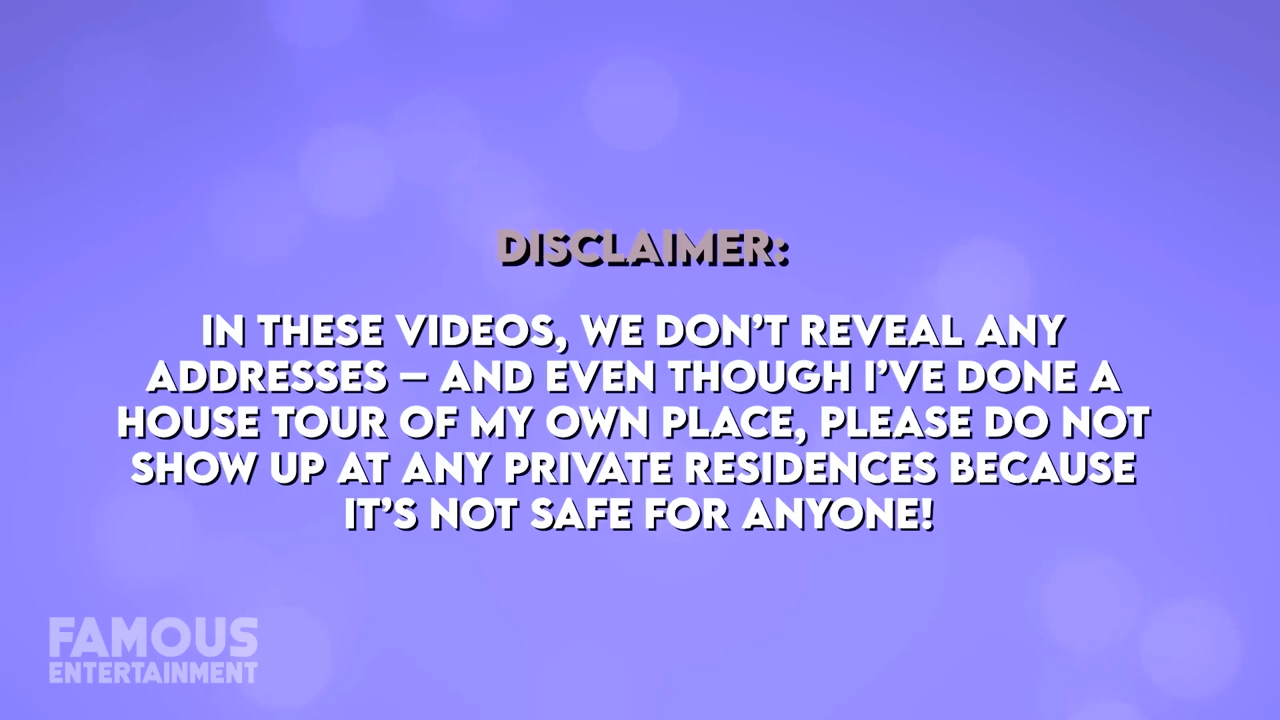 DISCLAIMER:
IN THESE VIDEOS, WE DON'T REVEAL ANY
ADDRESSES – AND EVEN THOUGH I'VE DONE A
HOUSE TOUR OF MY OWN PLACE, PLEASE DO NOT
SHOW UP AT ANY PRIVATE RESIDENCES BECAUSE
IT'S NOT SAFE FOR ANYONE!
FAMOUS
ENTERTAINMENT